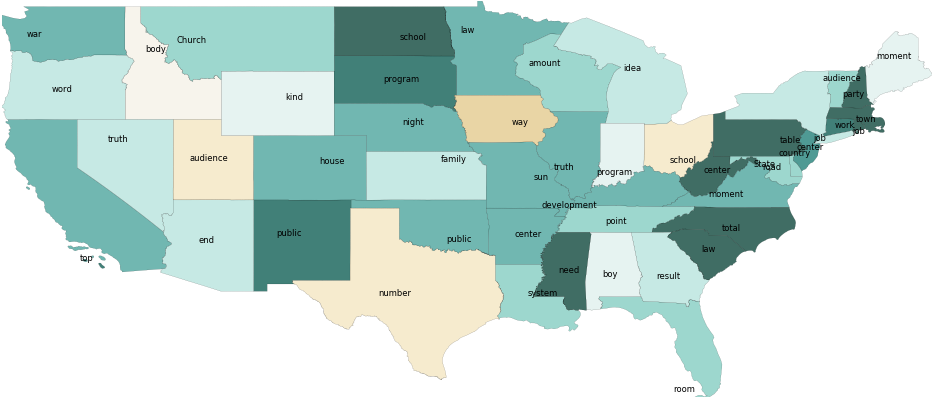 war
law
school
Church
body
amount
idea
moment
program
audience
word
kind
party
night
way
town
work
job
truth
job
table
center
country
audience
house
family
school
State
road
truth
program
center
sun
moment
development
point
end
public
public
center
total
law
top
need
boy
result
number
system
room